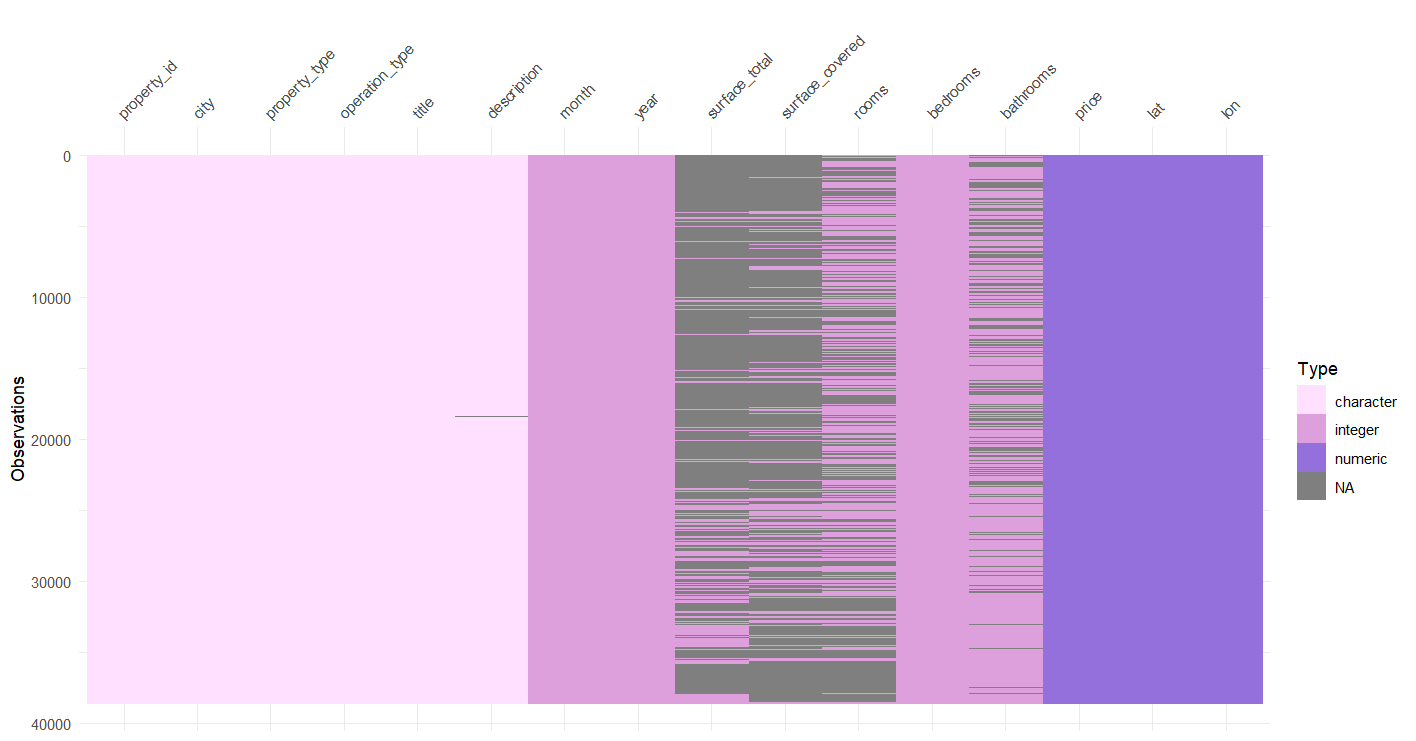 property_id
city
property_type
operation_type
title
description
month
year
surface_total
surface_covered
rooms
bedrooms
bathrooms
price
lat
lon
0
10000
20000
30000
40000
Observations
Type
character
integer
numeric
NA